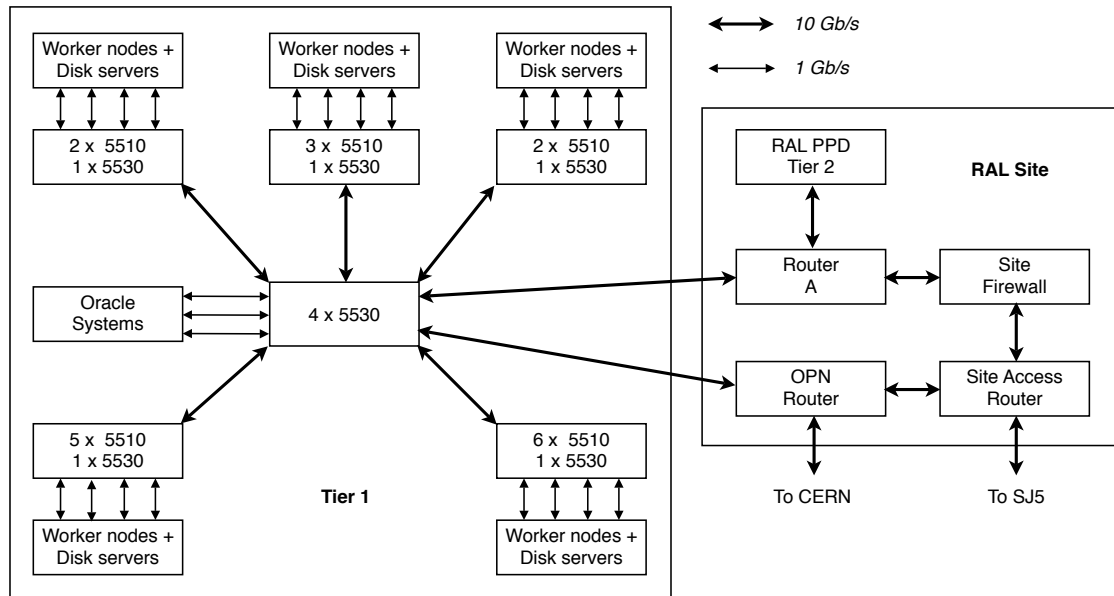 10 Gb/s
1 Gb/s
Worker nodes +
Disk servers
Worker nodes +
Disk servers
Worker nodes +
Disk servers
2 x 5510
1 x 5530
3 x 5510
1 x 5530
2 x 5510
1 x 5530
RAL PPD
Tier 2
RAL Site
Oracle
Systems
4 x 5530
Router
A
Site
Firewall
OPN
Router
Site Access
Router
5 x 5510
1 x 5530
Tier 1
6 x 5510
1 x 5530
Worker nodes +
Disk servers
Worker nodes +
Disk servers
To CERN
To SJ5